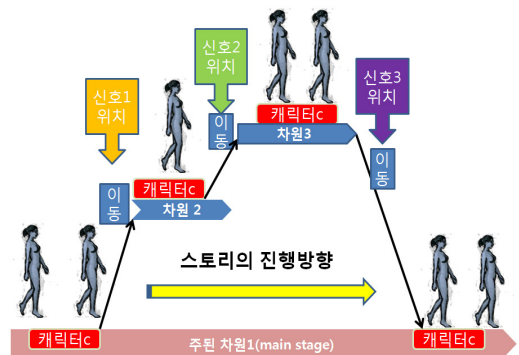 신호2
위치
신호1
위치
신호3
위치
이
동
캐릭터c
차원3
이
동
이
동
캐릭터c
차원 2
스토리의 진행방향
캐릭터c
캐릭터c
주된 차원1(main stage)